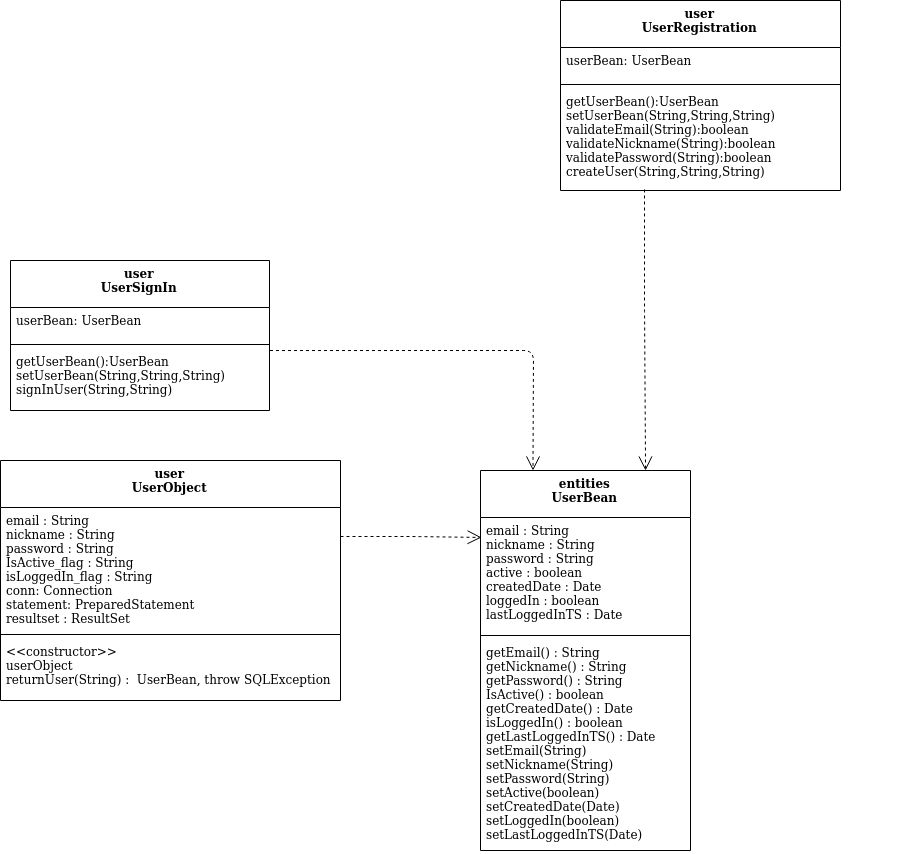 user
UserRegistration
userBean: UserBean
getUserBean():UserBean
setUserBean(String,String,String)
validateEmail(String):boolean
validateNickname(String):boolean
validatePassword(String):boolean
createUser(String,String,String)
user
UserSignIn
userBean: UserBean
getUserBean():UserBean
setUserBean(String,String,String)
signInUser(String,String)
user
UserObject
email : String
nickname : String
password : String
IsActive_flag : String
isLoggedIn_flag : String
conn: Connection
statement: PreparedStatement
resultset : ResultSet
<<constructor>>
userObject
returnUser(String) :  UserBean, throw SQLException
entities
UserBean
email : String
nickname : String
password : String
active : boolean
createdDate : Date
loggedIn : boolean
lastLoggedInTS : Date
getEmail() : String
getNickname() : String
getPassword() : String
IsActive() : boolean
getCreatedDate() : Date
isLoggedIn() : boolean
getLastLoggedInTS() : Date
setEmail(String)
setNickname(String)
setPassword(String)
setActive(boolean)
setCreatedDate(Date)
setLoggedIn(boolean)
setLastLoggedInTS(Date)